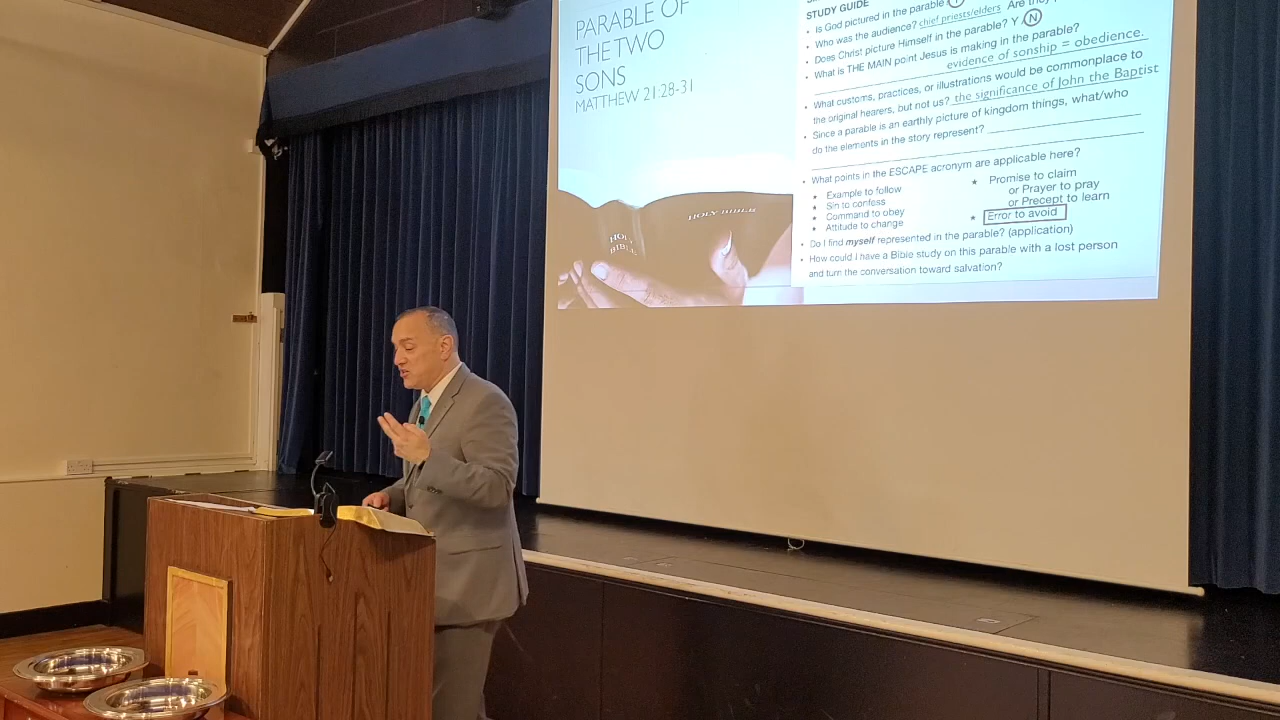 PARABLE OF
THE TWO
SONS
MATTHEW 21:28-31
HOLY BIBLE
HOLY
BIBLE
STUDY GUIDE
• Is God pictured in the parable Y
• Who was the audience? chief priests/elders Are they
• Does Christ picture Himself in the parable? Y N
• What is THE MAIN point Jesus is making in the parable?
evidence of sonship = obedience.
• What customs, practices, or illustrations would be commonplace to
the original hearers, but not us? the significance of John the Baptist
• Since a parable is an earthly picture of kingdom things, what/who
do the elements in the story represent?
• What points in the ESCAPE acronym are applicable here?
★ Example to follow
★ Sin to confess
★ Command to obey
★ Attitude to change
★ Promise to claim
or Prayer to pray
or Precept to learn
★ Error to avoid
• Do I find myself represented in the parable? (application)
• How could I have a Bible study on this parable with a lost person
and turn the conversation toward salvation?